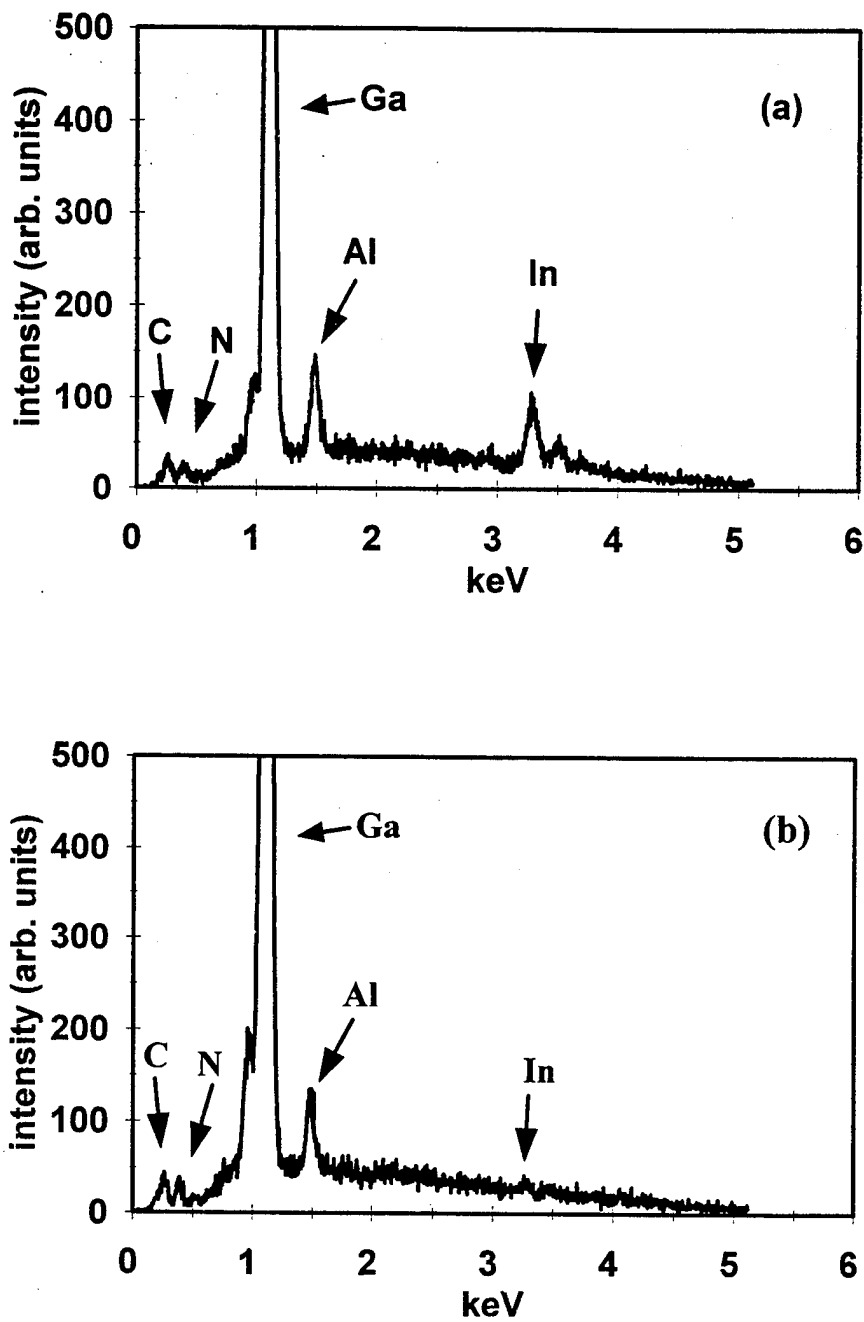 500
400
300
200
100
0
intensity (arb. units)
(a)
Ga
Al
In
C
N
0 1 2 3 4 5 6
keV
500
400
300
200
100
0
intensity (arb. units)
(b)
Ga
Al
In
C
N
0 1 2 3 4 5 6
keV